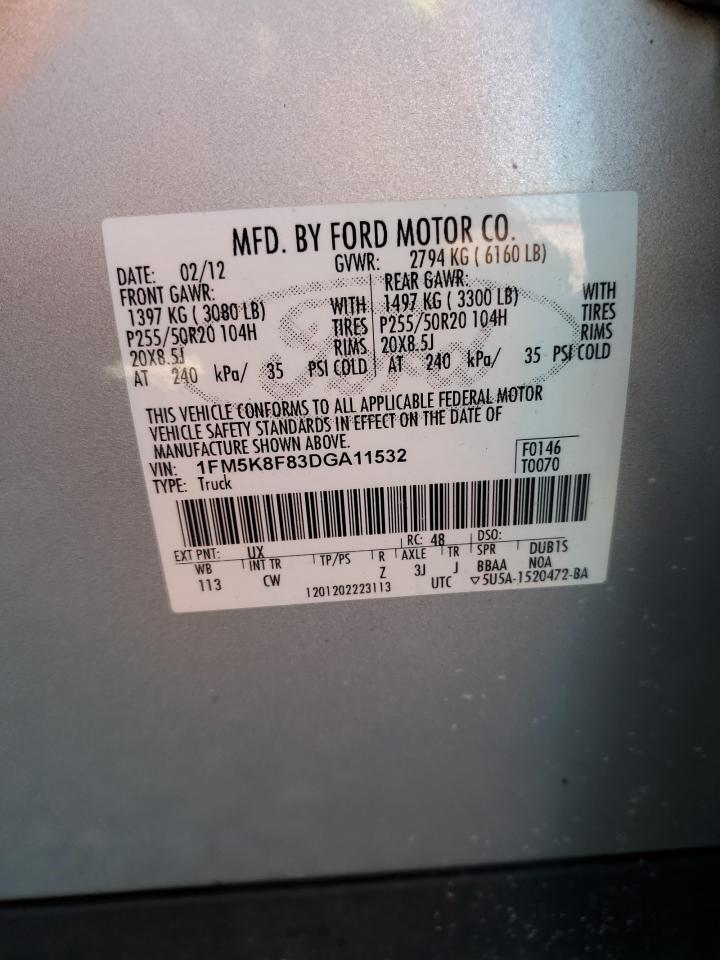 MFD. BY FORD MOTOR CO.
DATE: 02/12 GVWR: 2794 KG ( 6160 LB)
FRONT GAWR: REAR GAWR:
1397 KG ( 3080 LB) WITH 1497 KG ( 3300 LB) WITH
P255/50R20 104H TIRES P255/50R20 104H TIRES
20X8.5J RIMS 20X8.5J RIMS
AT 240 kPa/ 35 PSI COLD AT 240 kPa/ 35 PSI COLD
Ford
THIS VEHICLE CONFORMS TO ALL APPLICABLE FEDERAL MOTOR
VEHICLE SAFETY STANDARDS IN EFFECT ON THE DATE OF
MANUFACTURE SHOWN ABOVE.
VIN: 1FM5K8F83DGA11532 F0146
TYPE: Truck T0070
EXT PNT: UX RC: 48 DSO:
WB INT TR TP/PS R AXLE TR SPR DUB1S
113 CW Z 3J J BBAA NOA
1201202223113 UTC ▽5U5A-1520472-BA